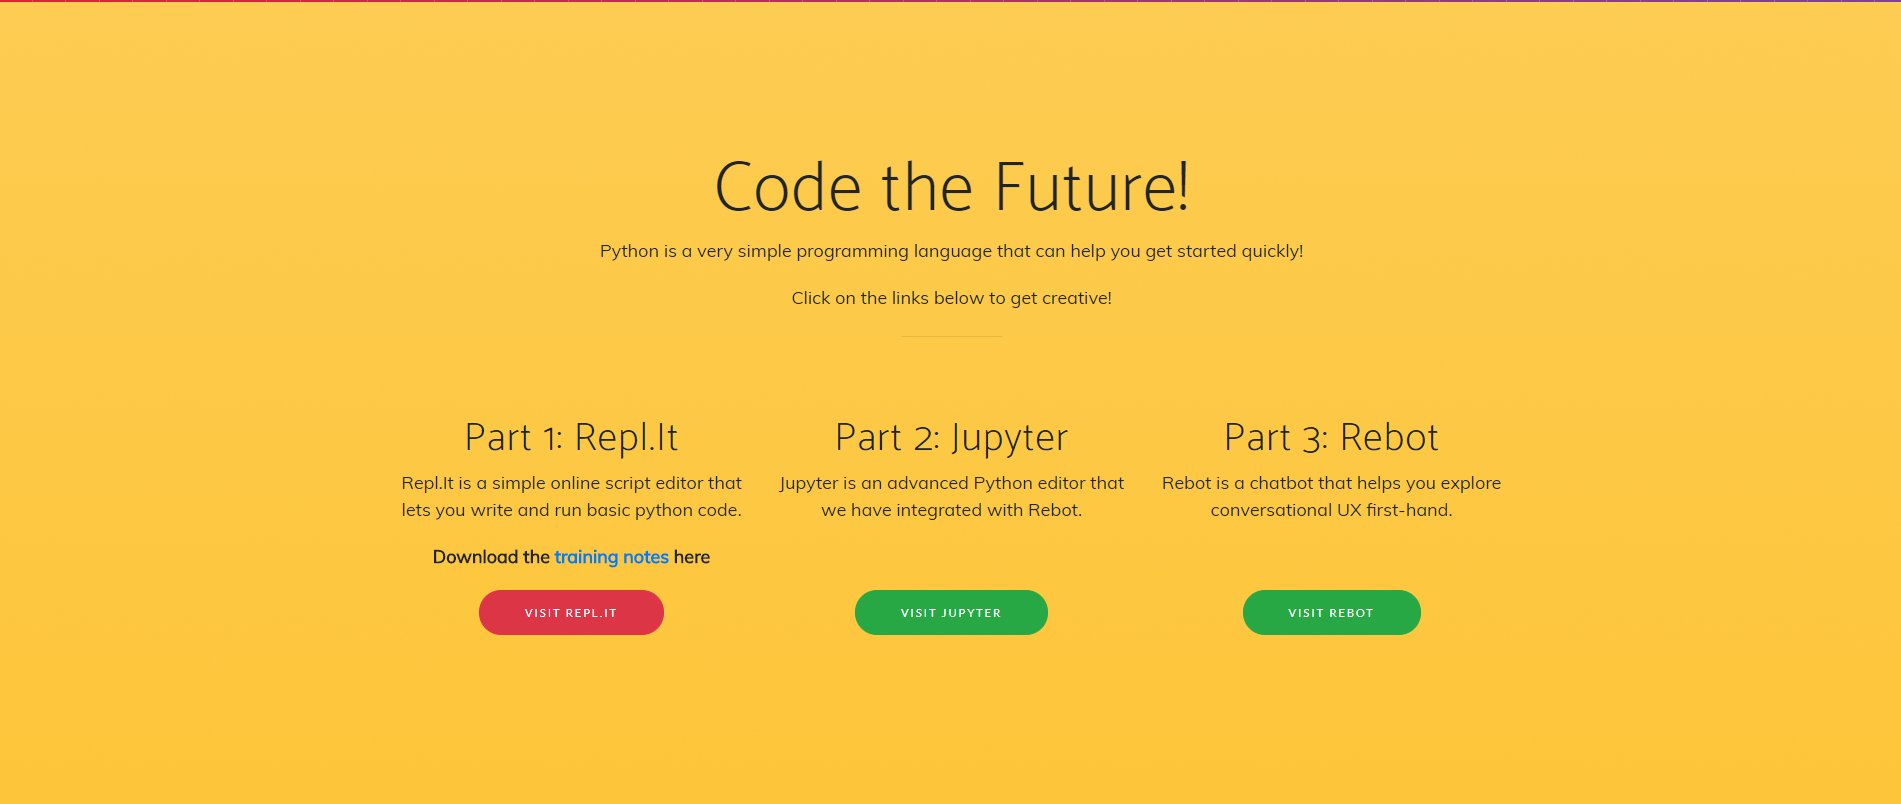 Code the Future!
Python is a very simple programming language that can help you get started quickly!
Click on the links below to get creative!
Part 1: Repl.It
Repl.It is a simple online script editor that
lets you write and run basic python code.
Download the training notes here
VISIT REPL.IT
Part 2: Jupyter
Jupyter is an advanced Python editor that
we have integrated with Rebot.
VISIT JUPYTER
Part 3: Rebot
Rebot is a chatbot that helps you explore
conversational UX first-hand.
VISIT REBOT